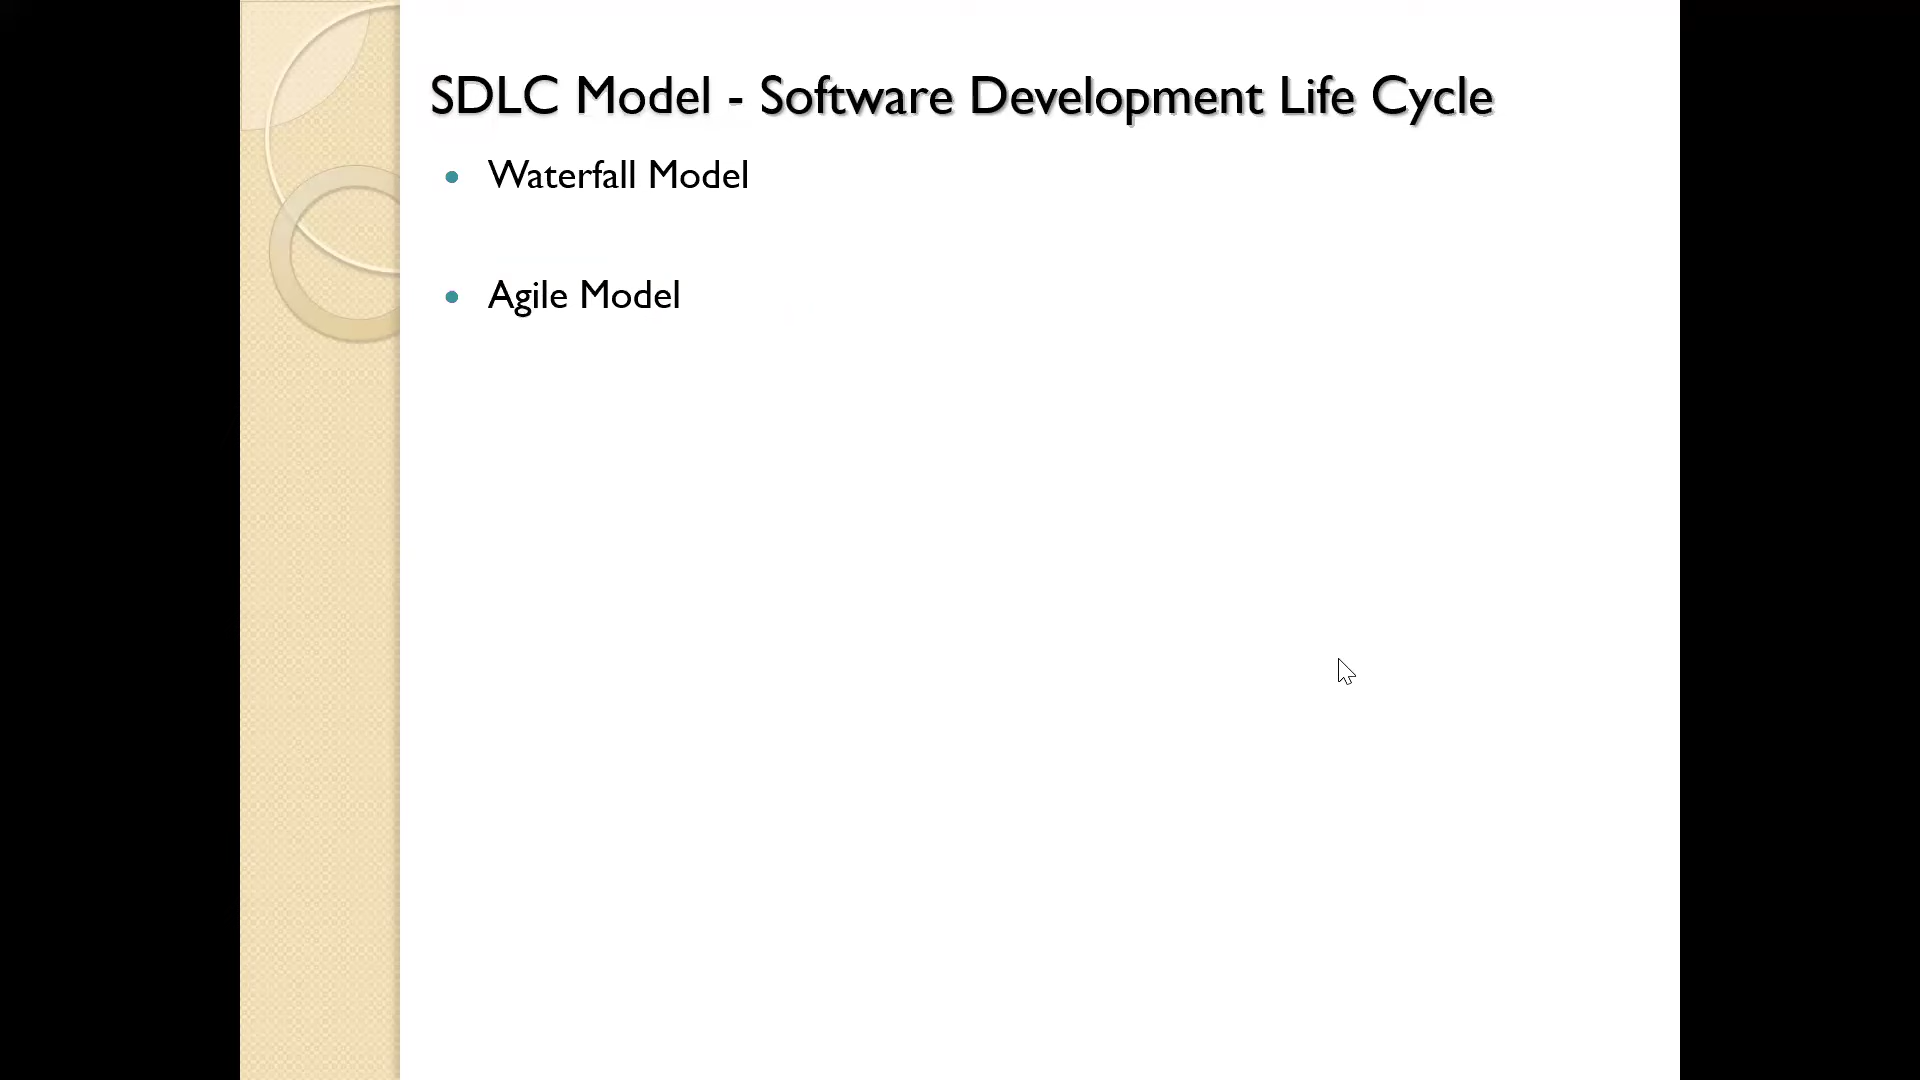 SDLC Model - Software Development Life Cycle
• Waterfall Model
• Agile Model